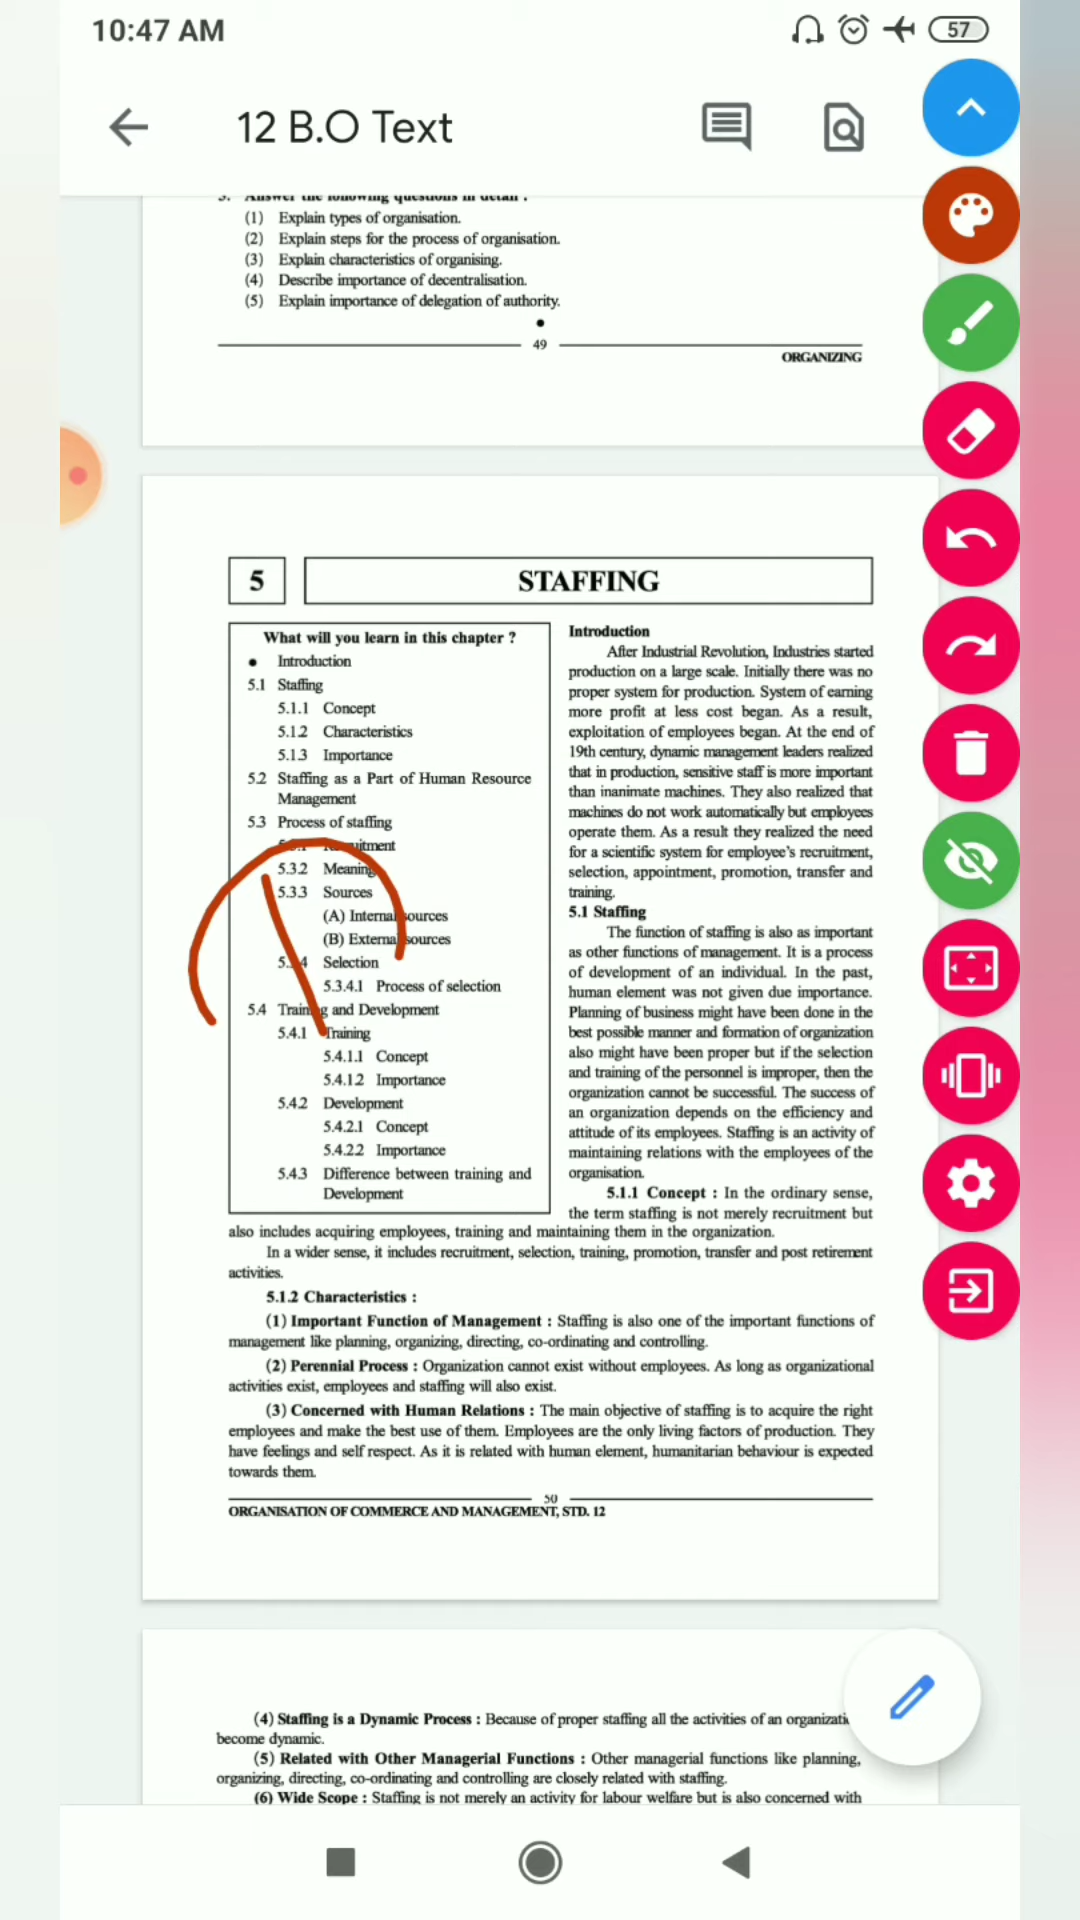 10:47 AM
57
12 B.O Text
3. Answer the following questions in detail :
(1) Explain types of organisation.
(2) Explain steps for the process of organisation.
(3) Explain characteristics of organising.
(4) Describe importance of decentralisation.
(5) Explain importance of delegation of authority.
49
ORGANIZING
5
STAFFING
What will you learn in this chapter ?
• Introduction
5.1 Staffing
5.1.1 Concept
5.1.2 Characteristics
5.1.3 Importance
5.2 Staffing as a Part of Human Resource
Management
5.3 Process of staffing
5.3.1 Recruitment
5.3.2 Meaning
5.3.3 Sources
(A) Internal sources
(B) External sources
5.3.4 Selection
5.3.4.1 Process of selection
5.4 Training and Development
5.4.1 Training
5.4.1.1 Concept
5.4.12 Importance
5.4.2 Development
5.4.2.1 Concept
5.4.2.2 Importance
5.4.3 Difference between training and
Development
Introduction
After Industrial Revolution, Industries started
production on a large scale. Initially there was no
proper system for production. System of earning
more profit at less cost began. As a result,
exploitation of employees began. At the end of
19th century, dynamic management leaders realized
that in production, sensitive staff is more important
than inanimate machines. They also realized that
machines do not work automatically but employees
operate them. As a result they realized the need
for a scientific system for employee's recruitment,
selection, appointment, promotion, transfer and
training.
5.1 Staffing
The function of staffing is also as important
as other functions of management. It is a process
of development of an individual. In the past,
human element was not given due importance.
Planning of business might have been done in the
best possible manner and formation of organization
also might have been proper but if the selection
and training of the personnel is improper, then the
organization cannot be successful. The success of
an organization depends on the efficiency and
attitude of its employees. Staffing is an activity of
maintaining relations with the employees of the
organisation.
5.1.1 Concept : In the ordinary sense,
the term staffing is not merely recruitment but
also includes acquiring employees, training and maintaining them in the organization.
In a wider sense, it includes recruitment, selection, training, promotion, transfer and post retirement
activities.
5.1.2 Characteristics :
(1) Important Function of Management : Staffing is also one of the important functions of
management like planning, organizing, directing, co-ordinating and controlling.
(2) Perennial Process : Organization cannot exist without employees. As long as organizational
activities exist, employees and staffing will also exist.
(3) Concerned with Human Relations : The main objective of staffing is to acquire the right
employees and make the best use of them. Employees are the only living factors of production. They
have feelings and self respect. As it is related with human element, humanitarian behaviour is expected
towards them.
50
ORGANISATION OF COMMERCE AND MANAGEMENT, STD. 12
(4) Staffing is a Dynamic Process : Because of proper staffing all the activities of an organizati
become dynamic.
(5) Related with Other Managerial Functions : Other managerial functions like planning,
organizing, directing, co-ordinating and controlling are closely related with staffing.
(6) Wide Scope : Staffing is not merely an activity for labour welfare but is also concerned with